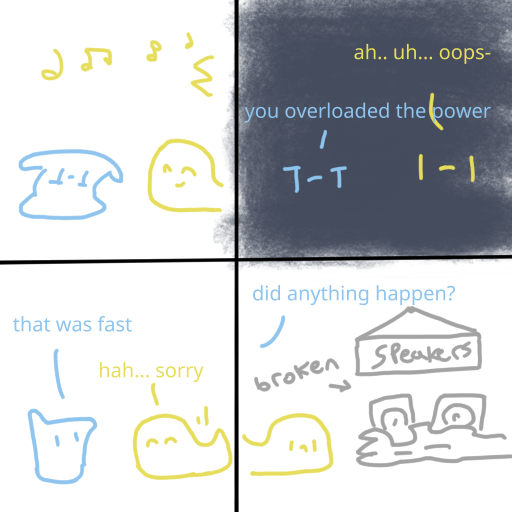 ah.. uh... oops-
you overloaded the power
that was fast
hah... sorry
did anything happen?
speakers
broken